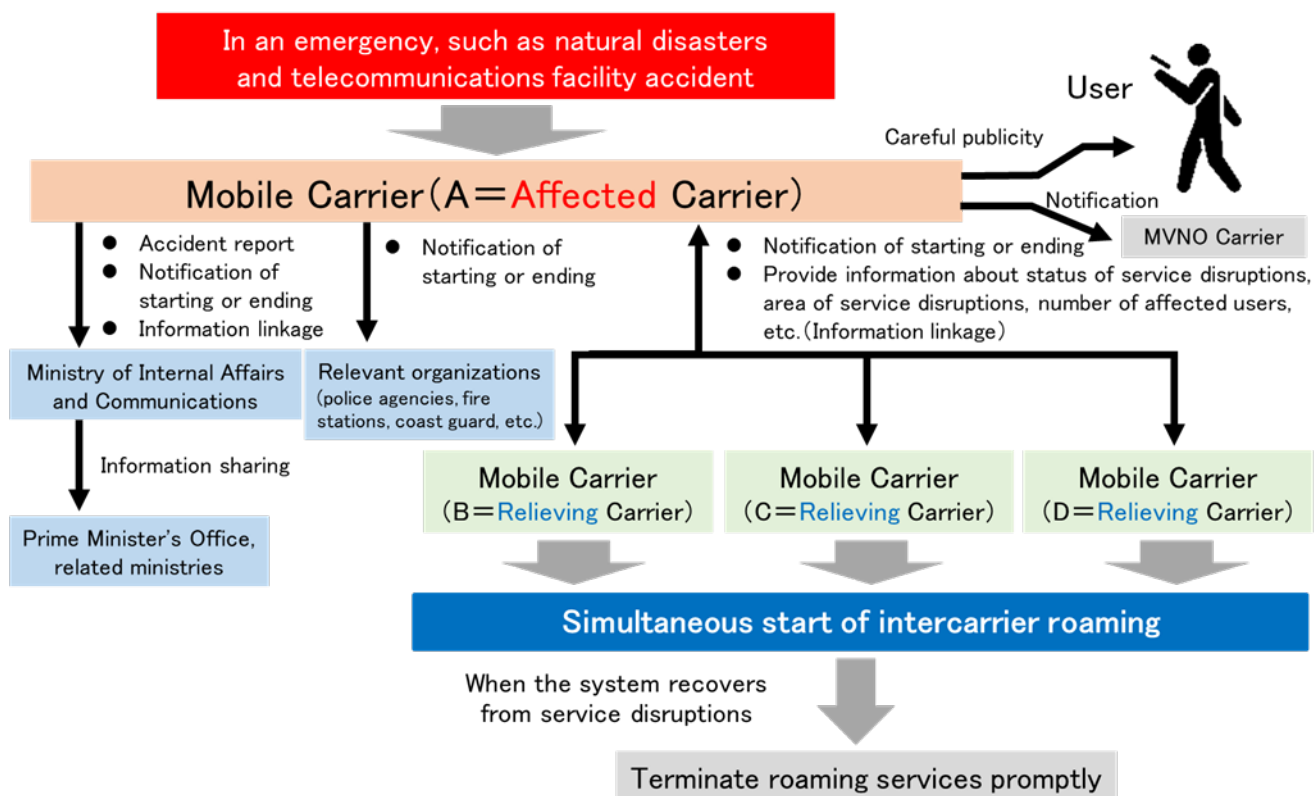 In an emergency, such as natural disasters
and telecommunications facility accident
User
Careful publicity
Mobile Carrier(A=Affected Carrier)
Notification
MVNO Carrier
● Accident report
● Notification of
starting or ending
● Information linkage
● Notification of
starting or ending
● Notification of starting or ending
● Provide information about status of service disruptions,
area of service disruptions, number of affected users,
etc.(Information linkage)
Ministry of Internal Affairs
and Communications
Relevant organizations
(police agencies, fire
stations, coast guard, etc.)
Information sharing
Prime Minister's Office,
related ministries
Mobile Carrier
(B=Relieving Carrier)
Mobile Carrier
(C=Relieving Carrier)
Mobile Carrier
(D=Relieving Carrier)
Simultaneous start of intercarrier roaming
When the system recovers
from service disruptions
Terminate roaming services promptly